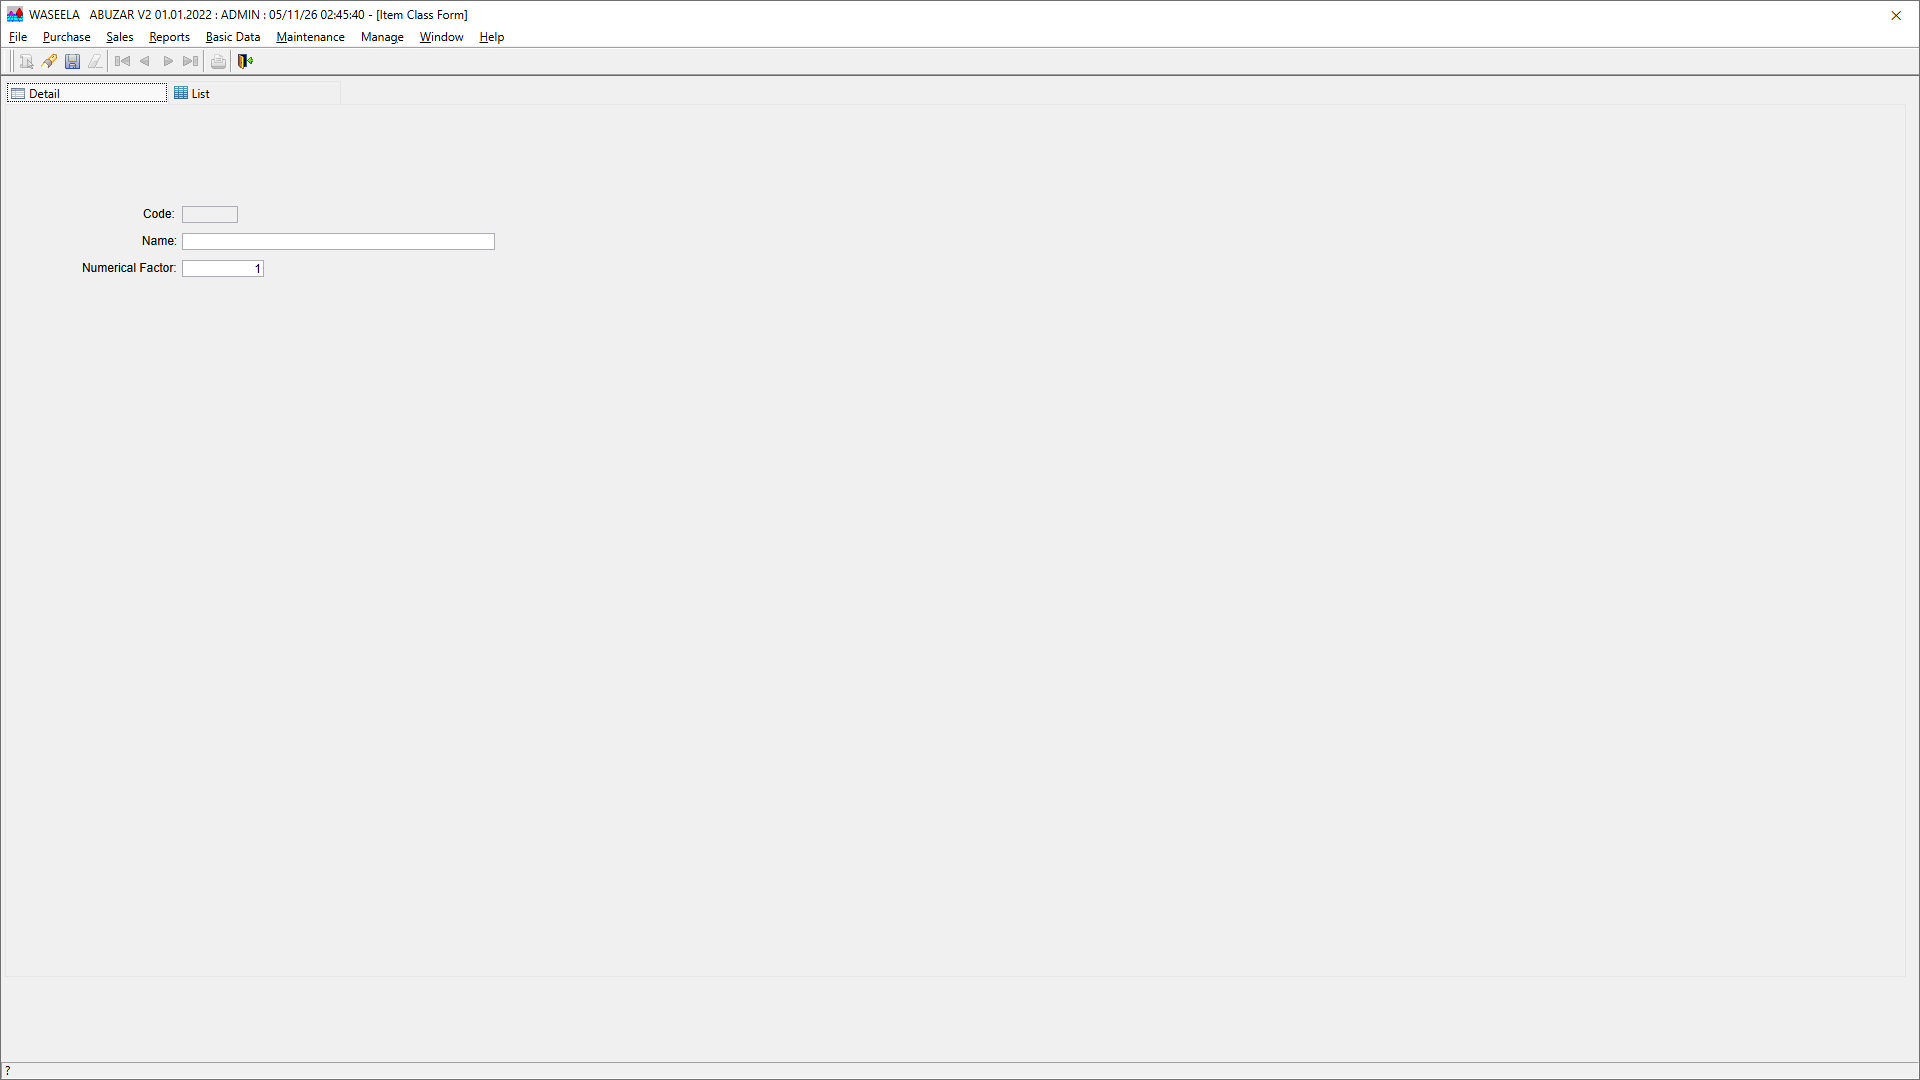 WASEELA   ABUZAR V2 01.01.2022 : ADMIN : 05/11/26 02:45:40 - [Item Class Form]
File Purchase Sales Reports Basic Data Maintenance Manage Window Help
Detail List
Code:
Name:
Numerical Factor: 1
?